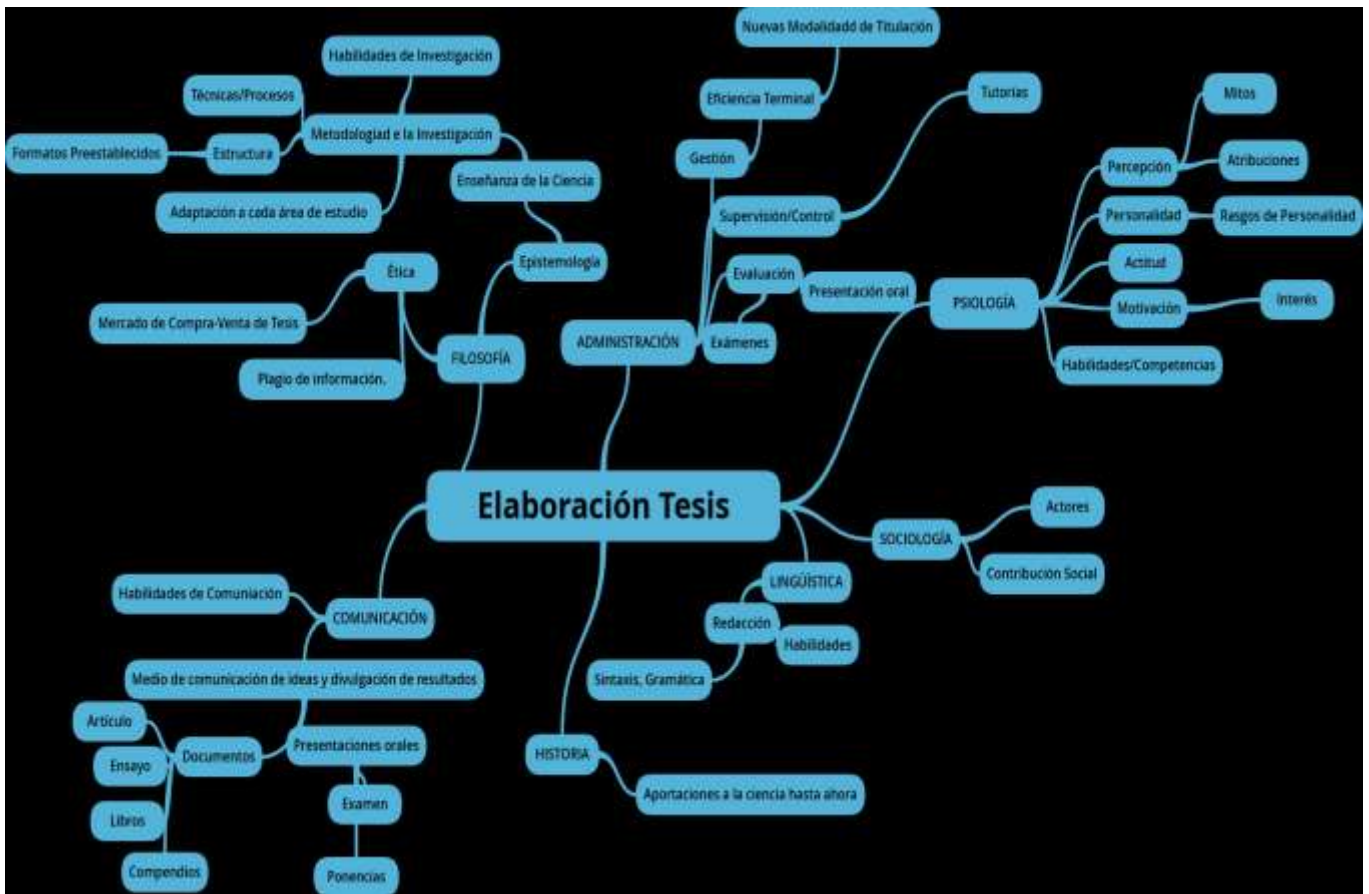 Nuevas Modalidadd de Titulación
Habilidades de Investigación
Técnicas/Procesos
Eficiencia Terminal
Tutorias
Mitos
Metodologiad e la Investigación
Formatos Preestablecidos
Estructura
Gestión
Percepción
Atribuciones
Enseñanza de la Ciencia
Adaptación a cada área de estudio
Supervisión/Control
Personalidad
Rasgos de Personalidad
Ética
Epistemología
Evaluación
Presentación oral
Actitud
PSIOLOGÍA
Motivación
Interés
Mercado de Compra-Venta de Tesis
ADMINISTRACIÓN
Exámenes
FILOSOFÍA
Plagio de información.
Habilidades/Competencias
Elaboración Tesis
Actores
SOCIOLOGÍA
Contribución Social
LINGÜÍSTICA
Habilidades de Comuniación
COMUNICACIÓN
Redacción
Habilidades
Medio de comunicación de ideas y divulgación de resultados
Sintaxis, Gramática
Artículo
Presentaciones orales
Documentos
HISTORIA
Ensayo
Aportaciones a la ciencia hasta ahora
Examen
Libros
Compendios
Ponencias